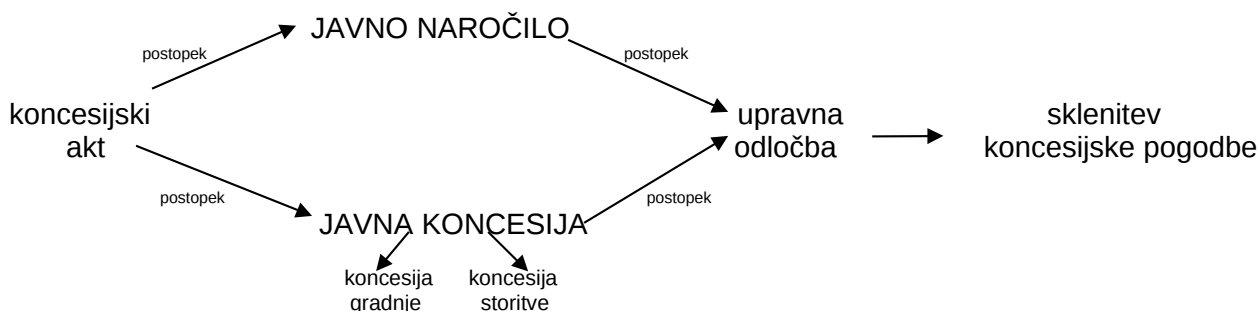 JAVNO NAROČILO
postopek
postopek
koncesijski
akt
upravna
odločba
sklenitev
koncesijske pogodbe
postopek
postopek
JAVNA KONCESIJA
koncesija
gradnje
koncesija
storitve